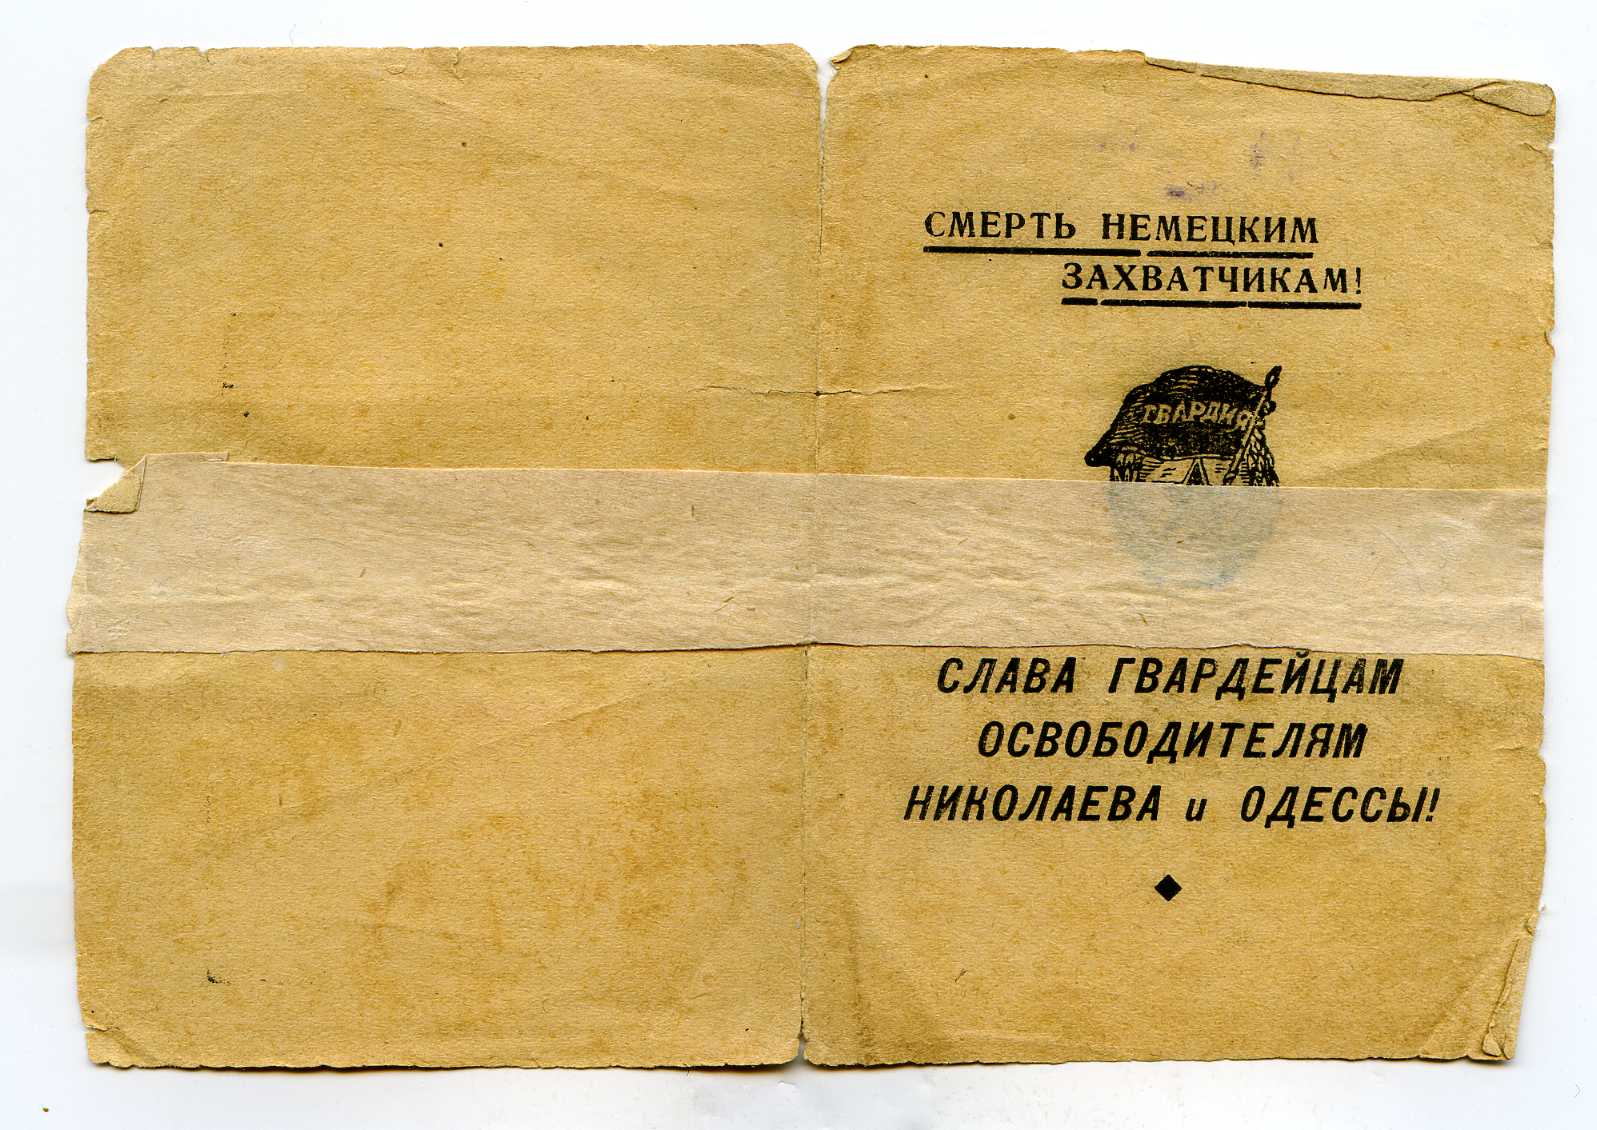 СМЕРТЬ НЕМЕЦКИМ
ЗАХВАТЧИКАМ!
ГВАРДИЯ
СЛАВА ГВАРДЕЙЦАМ
ОСВОБОДИТЕЛЯМ
НИКОЛАЕВА и ОДЕССЫ!